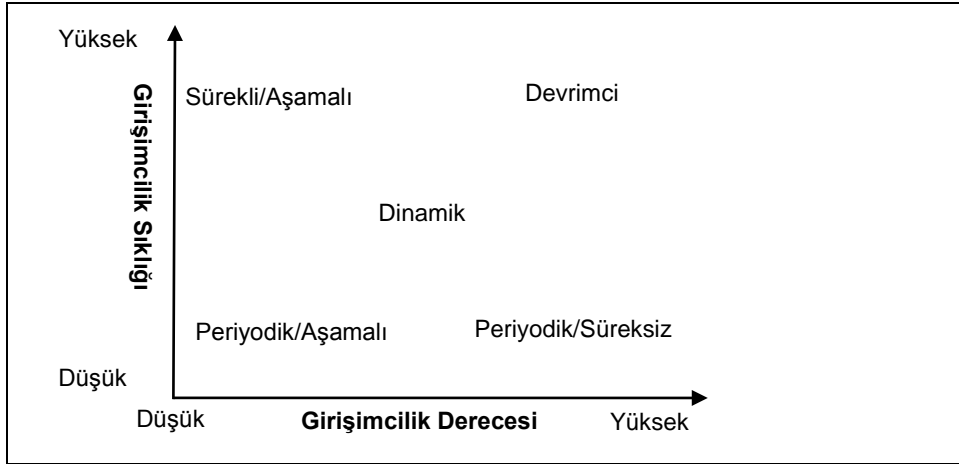 Yüksek
Girişimcilik Sıklığı
Sürekli/Aşamalı
Devrimci
Dinamik
Periyodik/Aşamalı
Periyodik/Süreksiz
Düşük
Düşük
Girişimcilik Derecesi
Yüksek